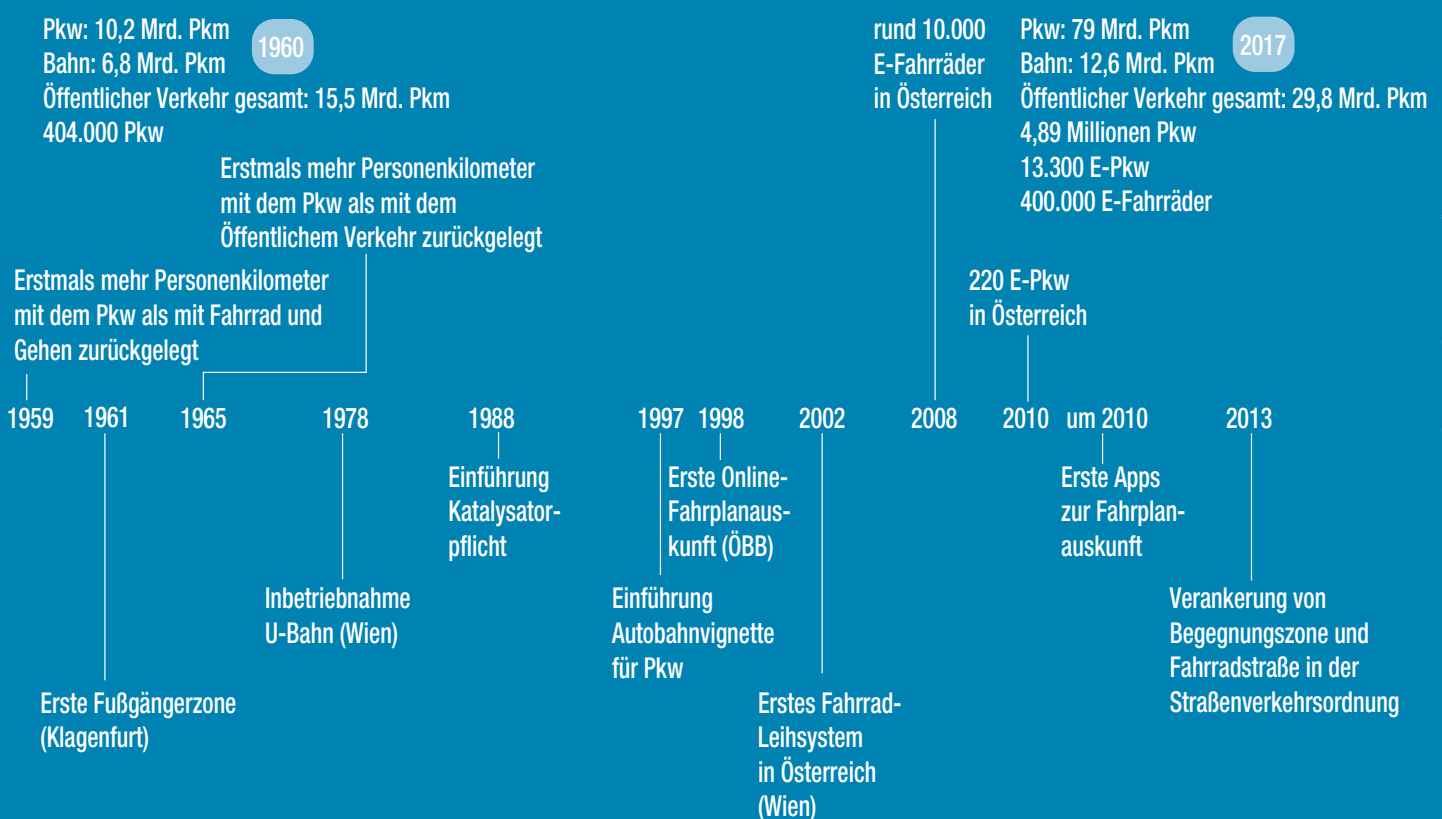 Pkw: 10,2 Mrd. Pkm
Bahn: 6,8 Mrd. Pkm
1960
Öffentlicher Verkehr gesamt: 15,5 Mrd. Pkm
404.000 Pkw
rund 10.000
E-Fahrräder
in Österreich
Pkw: 79 Mrd. Pkm
Bahn: 12,6 Mrd. Pkm
2017
Öffentlicher Verkehr gesamt: 29,8 Mrd. Pkm
4,89 Millionen Pkw
13.300 E-Pkw
400.000 E-Fahrräder
Erstmals mehr Personenkilometer
mit dem Pkw als mit dem
Öffentlichem Verkehr zurückgelegt
Erstmals mehr Personenkilometer
mit dem Pkw als mit Fahrrad und
Gehen zurückgelegt
220 E-Pkw
in Österreich
1959 1961 1965 1978 1988 1997 1998 2002 2008 2010 um 2010 2013
Einführung
Katalysator-
pflicht
Erste Online-
Fahrplanaus-
kunft (ÖBB)
Erste Apps
zur Fahrplan-
auskunft
Inbetriebnahme
U-Bahn (Wien)
Einführung
Autobahnvignette
für Pkw
Verankerung von
Begegnungszone und
Fahrradstraße in der
Straßenverkehrsordnung
Erste Fußgängerzone
(Klagenfurt)
Erstes Fahrrad-
Leihsystem
in Österreich
(Wien)